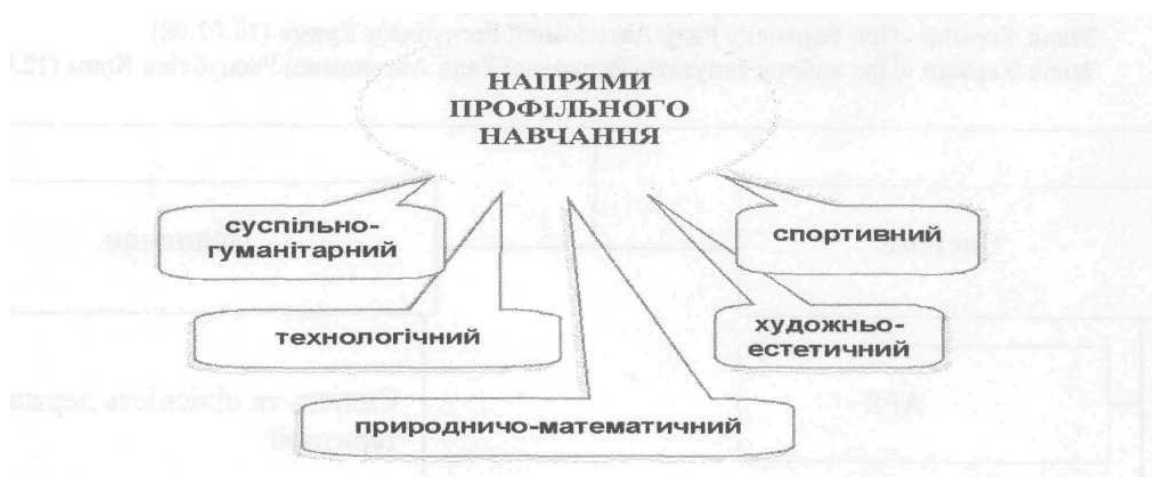 НАПРЯМИ
ПРОФІЛЬНОГО
НАВЧАННЯ
суспільно-
гуманітарний
спортивний
технологічний
художньо-
естетичний
природничо-математичний